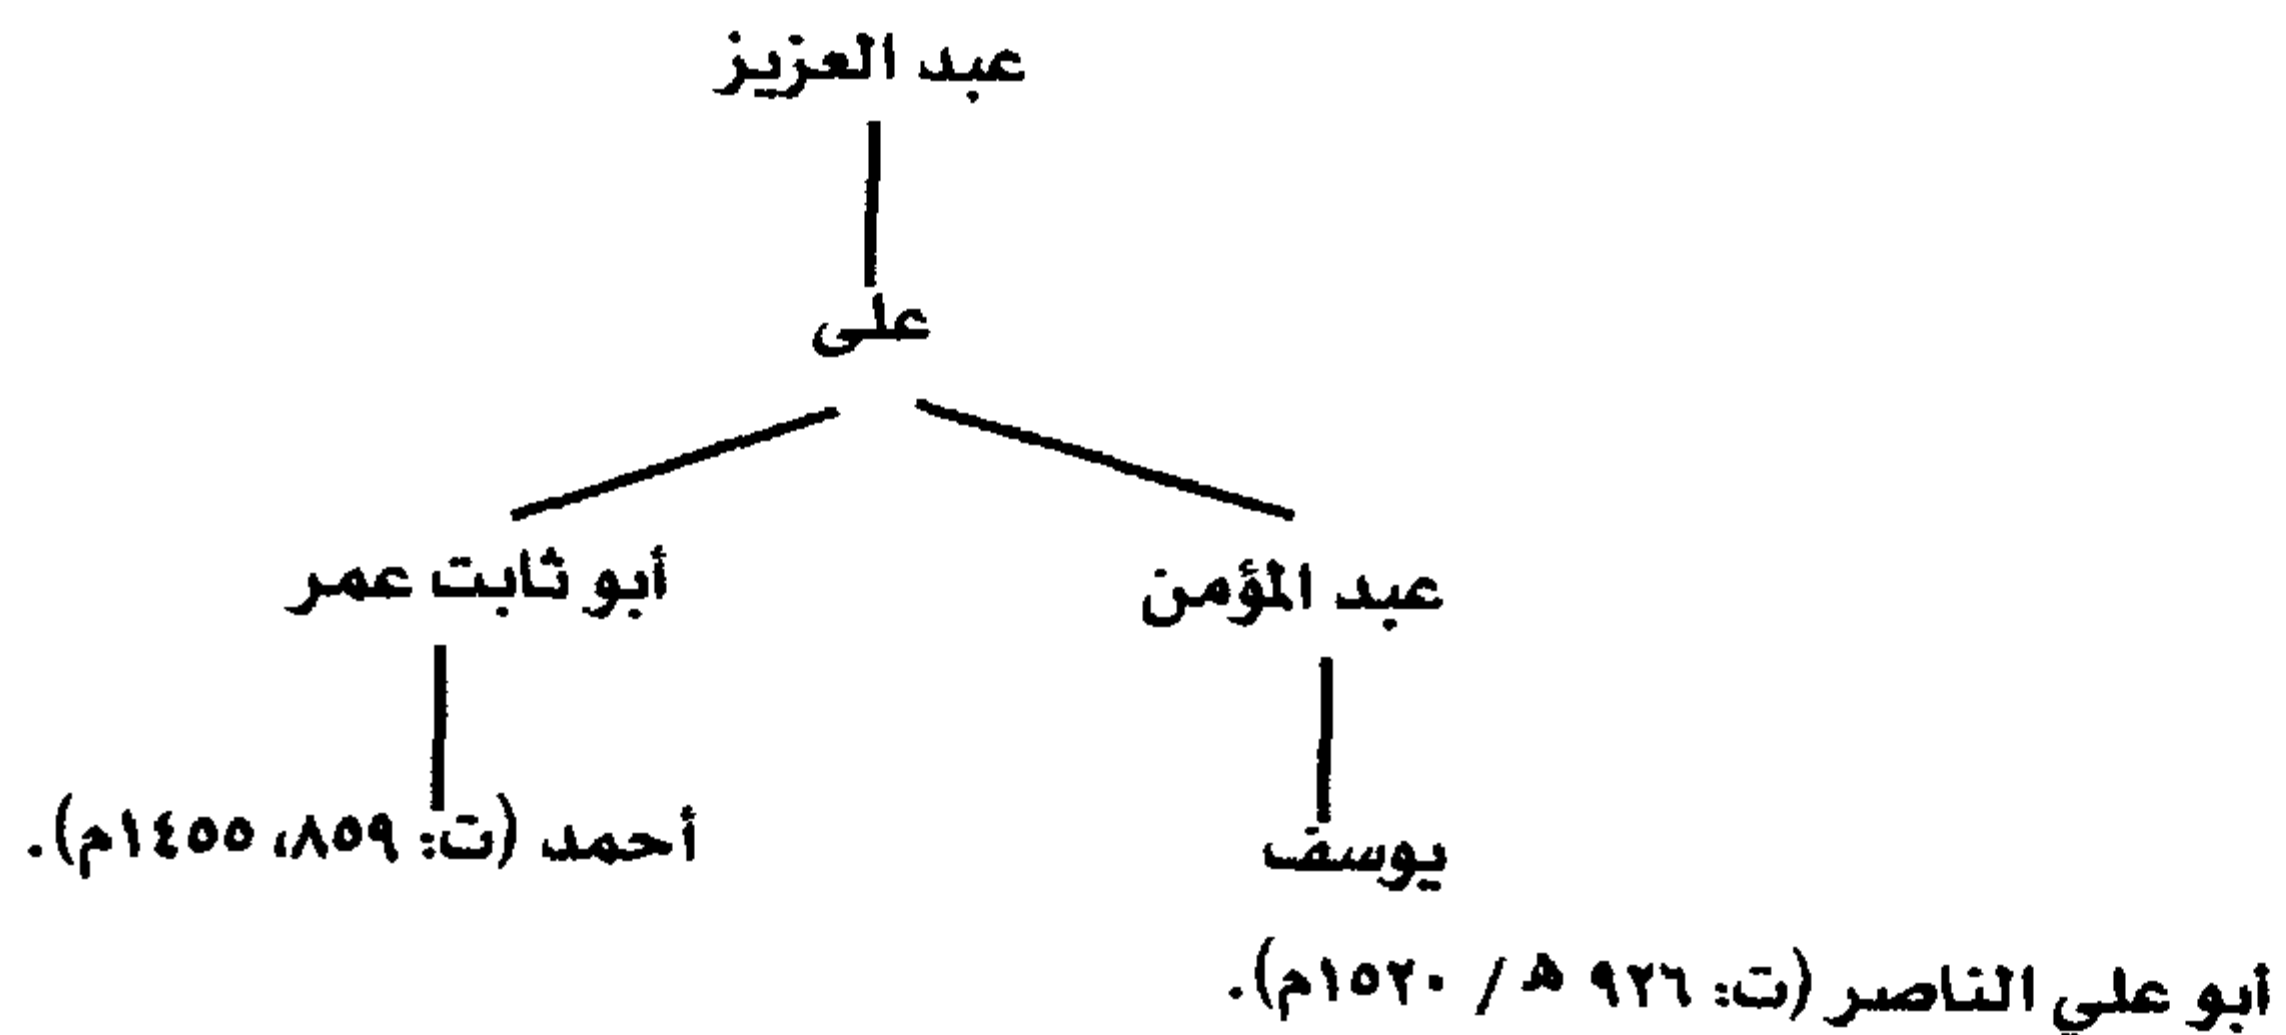 عبد العزيز
على
عبد المؤمن
أبو ثابت عمر
يوسف
أحمد (ت: ٨٥٩، ١٤٥٥م).
أبو علي الناصر (ت: ٩٢٦ هـ / ١٥٢٠م).